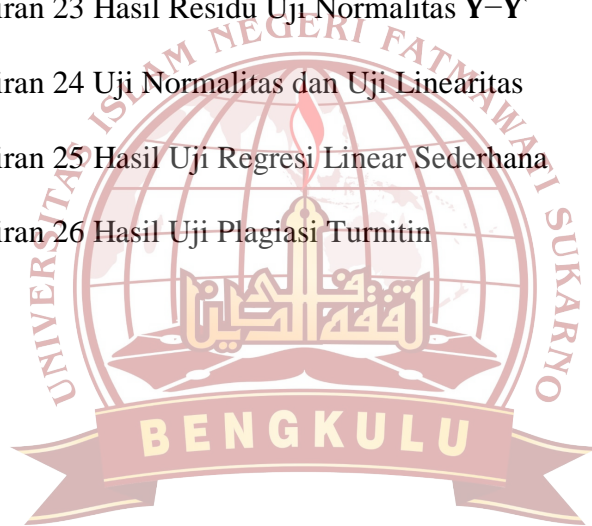 iran 23 Hasil Residu Uji Normalitas Y−Y
iran 24 Uji Normalitas dan Uji Linearitas
iran 25 Hasil Uji Regresi Linear Sederhana
iran 26 Hasil Uji Plagiasi Turnitin
UNIVERSITAS ISLAM NEGERI FATMAWATI SUKARNO
BENGKULU